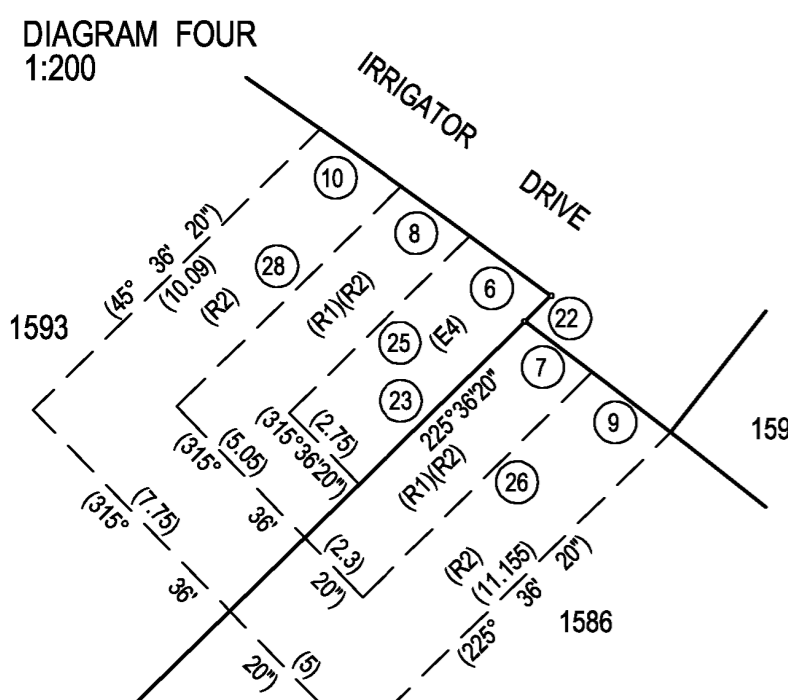 DIAGRAM FOUR
1:200
IRRIGATOR
DRIVE
10
8
6
22
7
9
28
25
23
26
(45° 36' 20")
(10.09)
(R2)
(R1)(R2)
(E4)
1593
225°36'20"
(R1)(R2)
(2.75)
(315°36'20")
(5.05)
(315° 36' 20")
(2.3)
(7.75)
(315° 36' 20")
(5)
(R2)
(11.155)
(225° 36' 20")
1586
159